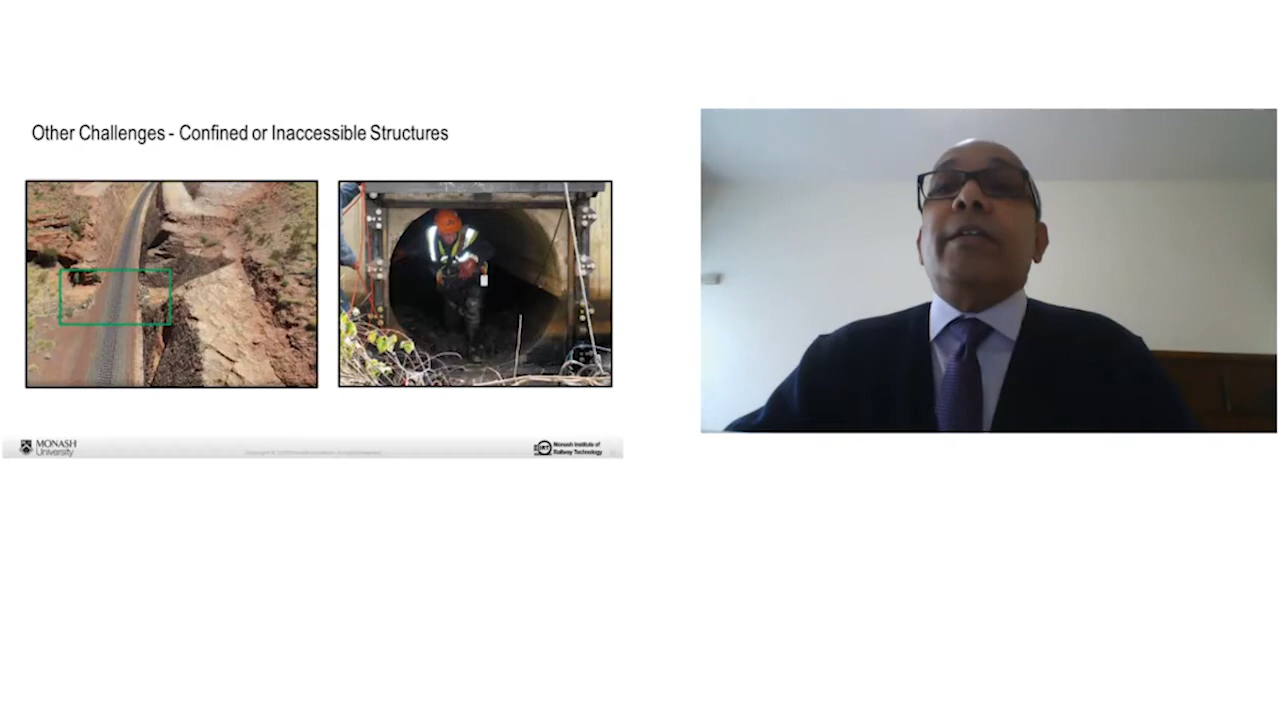 Other Challenges - Confined or Inaccessible Structures
MONASH
University
Monash Institute of
Railway Technology